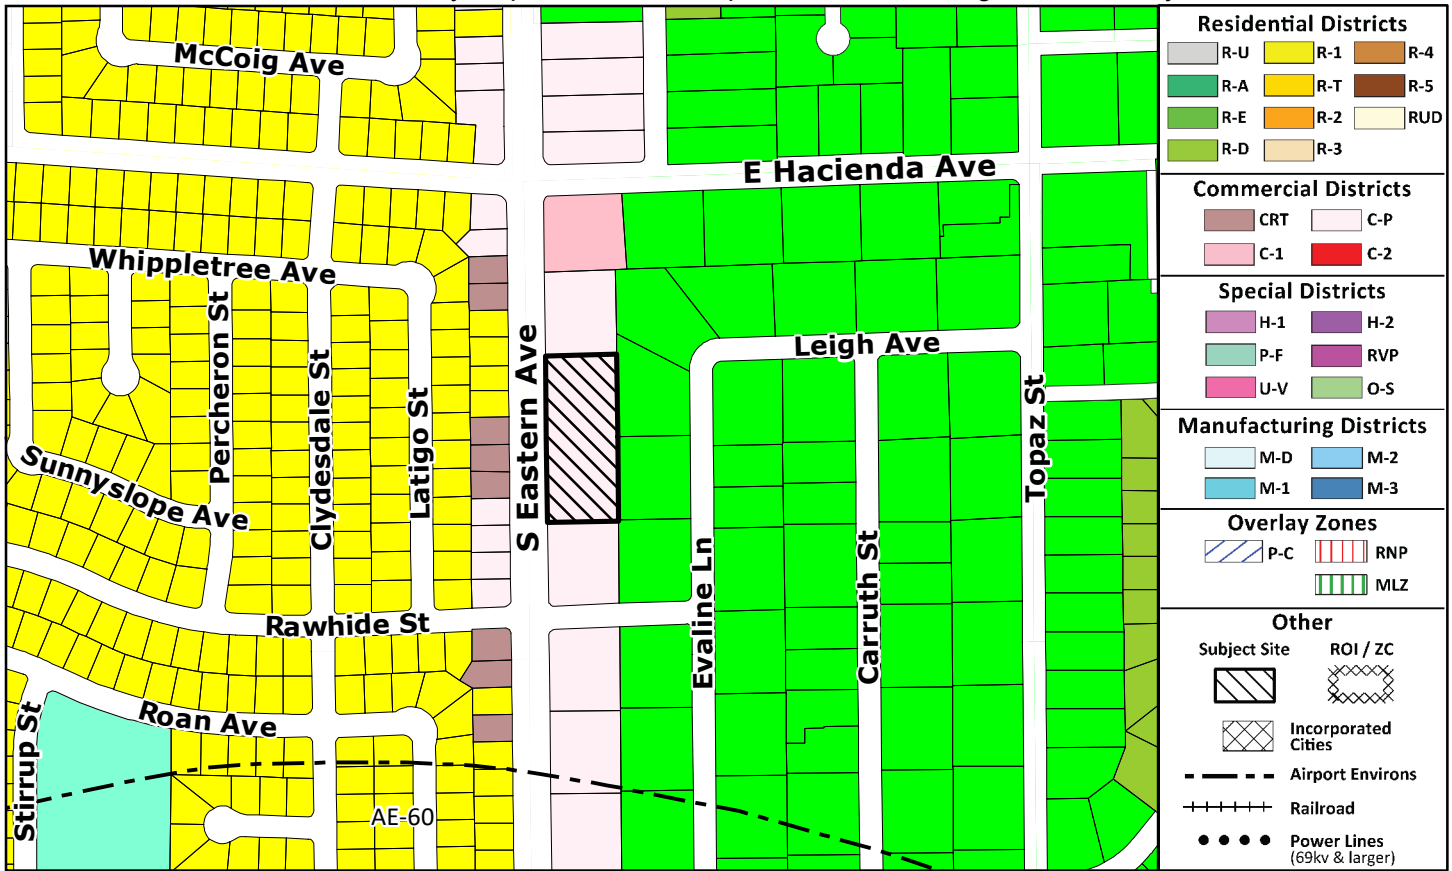 McCoig Ave
E Hacienda Ave
Whippletree Ave
Percheron St
Clydesdale St
Latigo St
S Eastern Ave
Leigh Ave
Topaz St
Sunnyslope Ave
Evaline Ln
Carruth St
Rawhide St
Roan Ave
Stirrup St
AE-60
Residential Districts
R-U R-1 R-4
R-A R-T R-5
R-E R-2 RUD
R-D R-3
Commercial Districts
CRT C-P
C-1 C-2
Special Districts
H-1 H-2
P-F RVP
U-V O-S
Manufacturing Districts
M-D M-2
M-1 M-3
Overlay Zones
P-C RNP
MLZ
Other
Subject Site ROI / ZC
Incorporated
Cities
Airport Environs
Railroad
Power Lines
(69kv & larger)